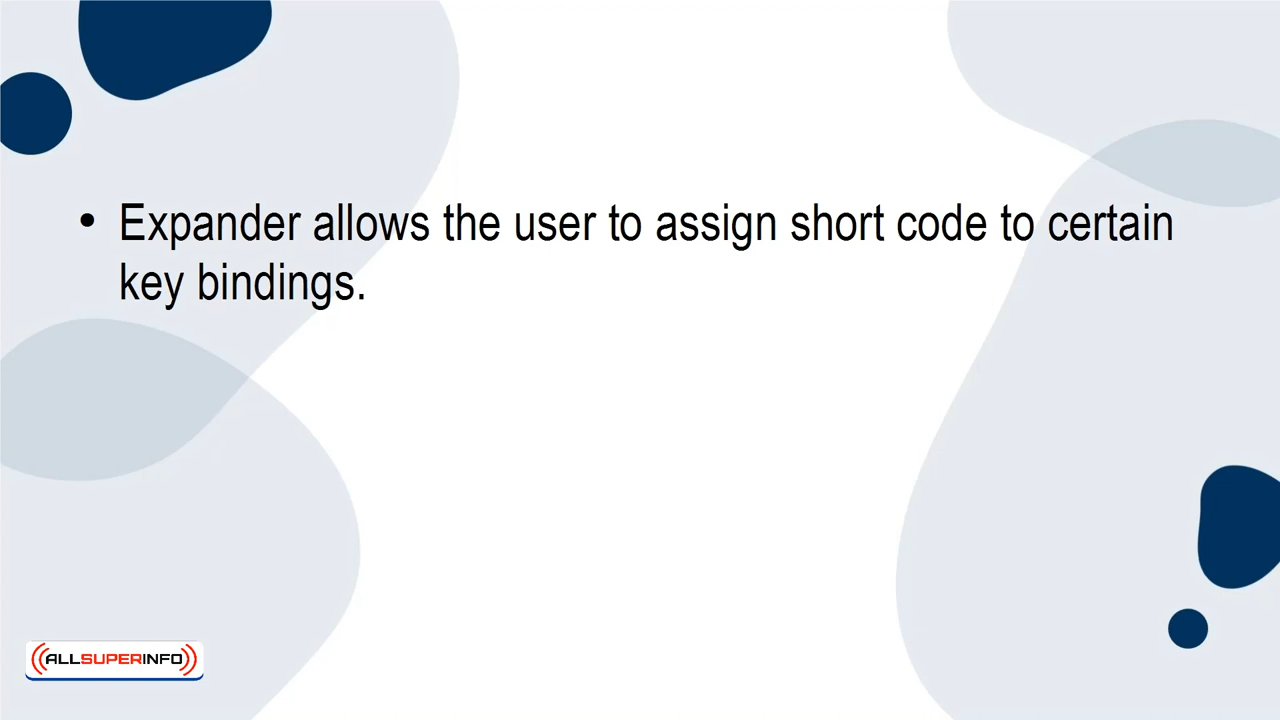 • Expander allows the user to assign short code to certain
key bindings.
ALLSUPERINFO